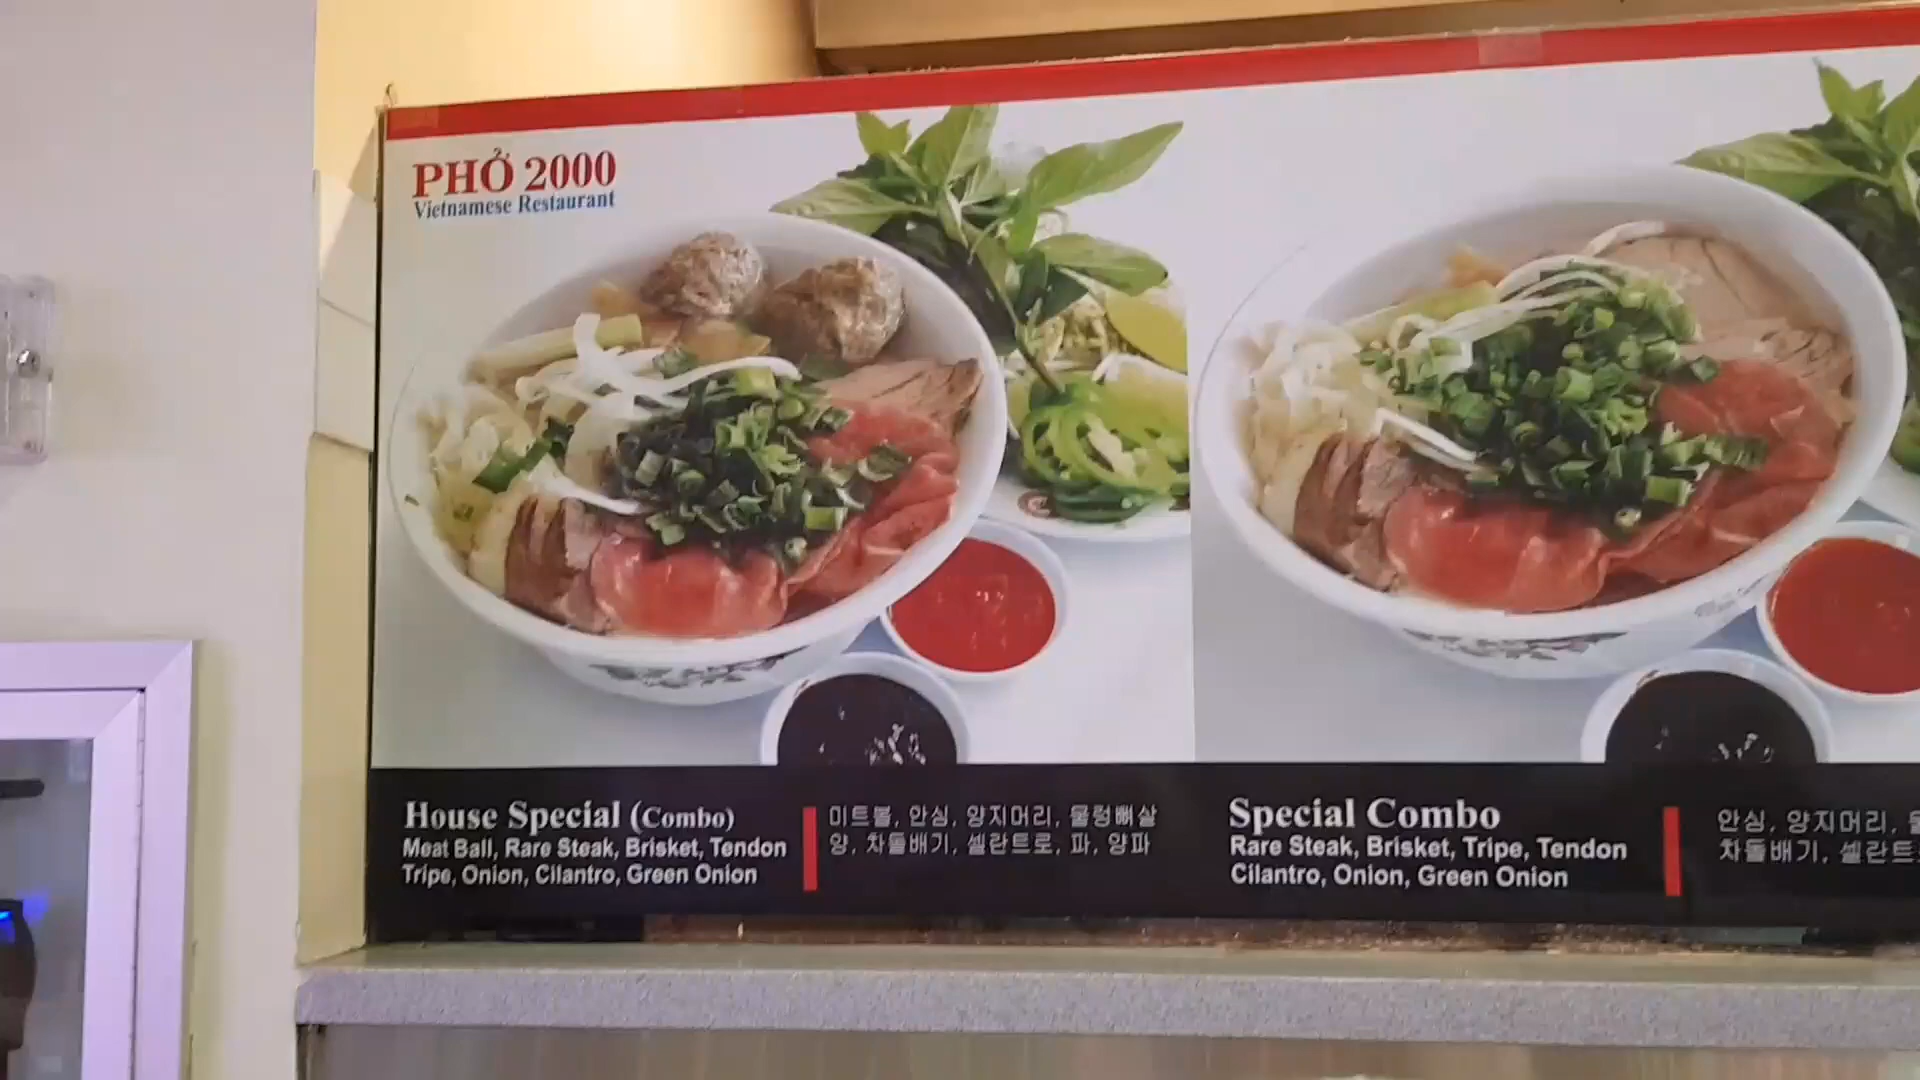 PHỞ 2000
Vietnamese Restaurant
House Special (Combo)
Meat Ball, Rare Steak, Brisket, Tendon
Tripe, Onion, Cilantro, Green Onion
미트볼, 안심, 양지머리, 물렁뼈살
양, 차돌배기, 셀란트로, 파, 양파
Special Combo
Rare Steak, Brisket, Tripe, Tendon
Cilantro, Onion, Green Onion
안심, 양지머리,
차돌배기, 셀란트